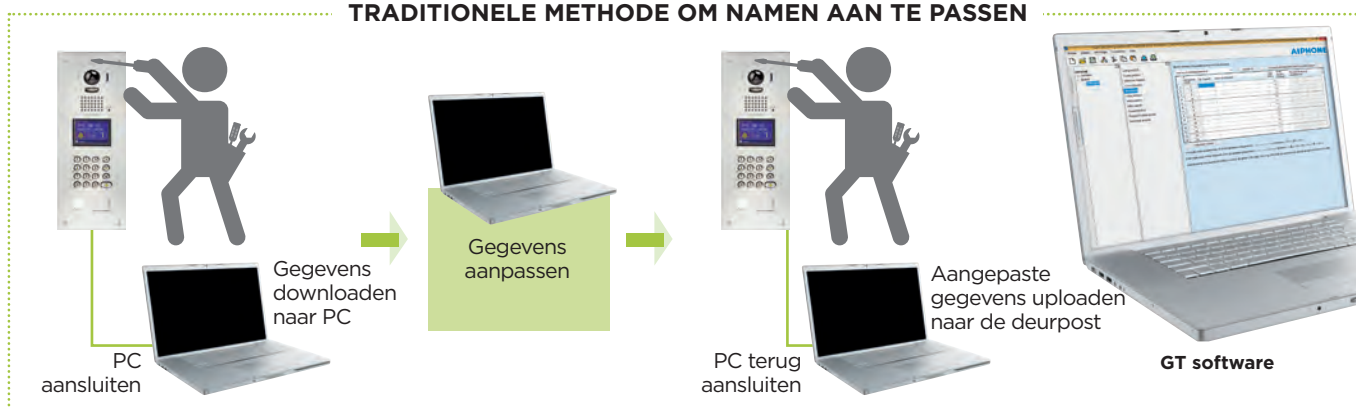 TRADITIONELE METHODE OM NAMEN AAN TE PASSEN
PC
aansluiten
Gegevens
downloaden
naar PC
Gegevens
aanpassen
PC terug
aansluiten
Aangepaste
gegevens uploaden
naar de deurpost
AIPHONE
GT software